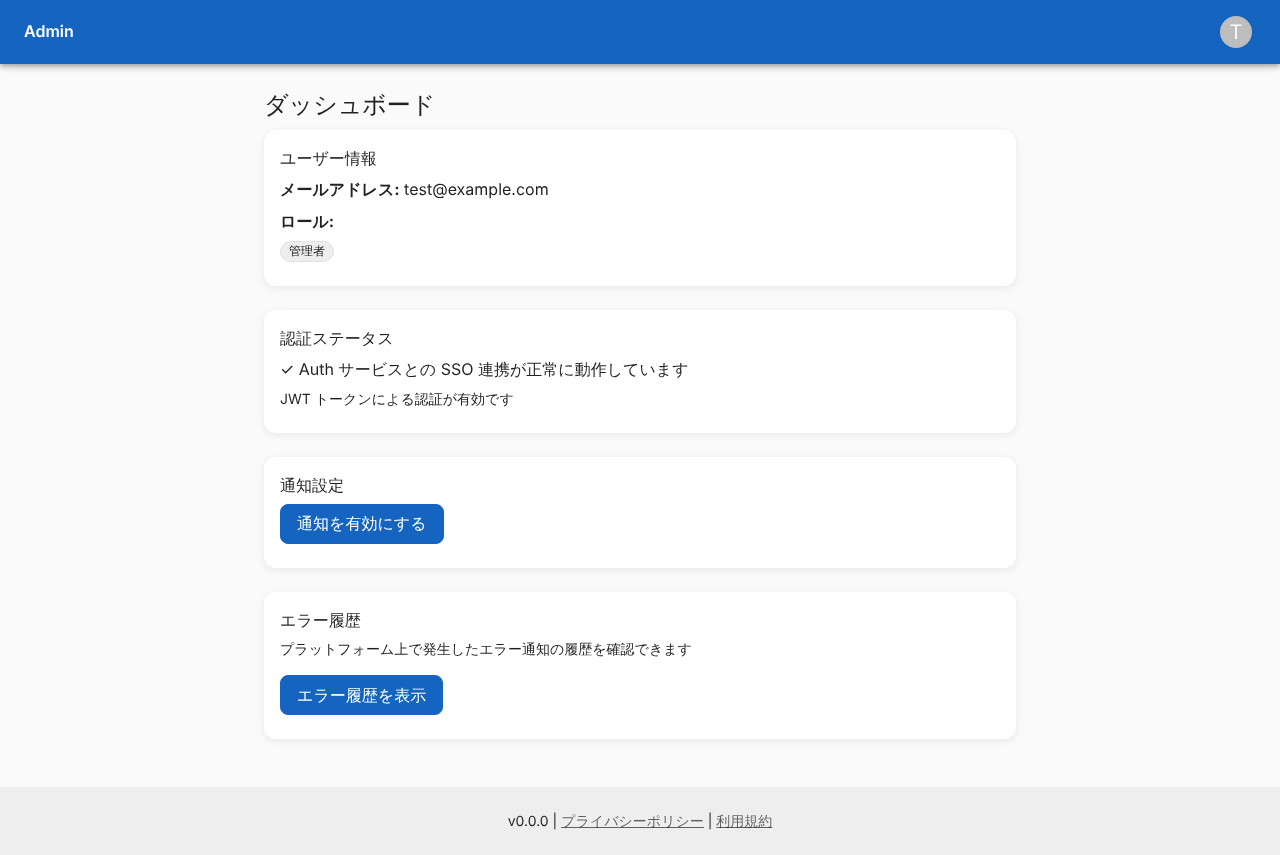 Admin
T
ダッシュボード
ユーザー情報
メールアドレス: test@example.com
ロール:
管理者
認証ステータス
✓ Auth サービスとの SSO 連携が正常に動作しています
JWT トークンによる認証が有効です
通知設定
通知を有効にする
エラー履歴
プラットフォーム上で発生したエラー通知の履歴を確認できます
エラー履歴を表示
v0.0.0 | プライバシーポリシー | 利用規約